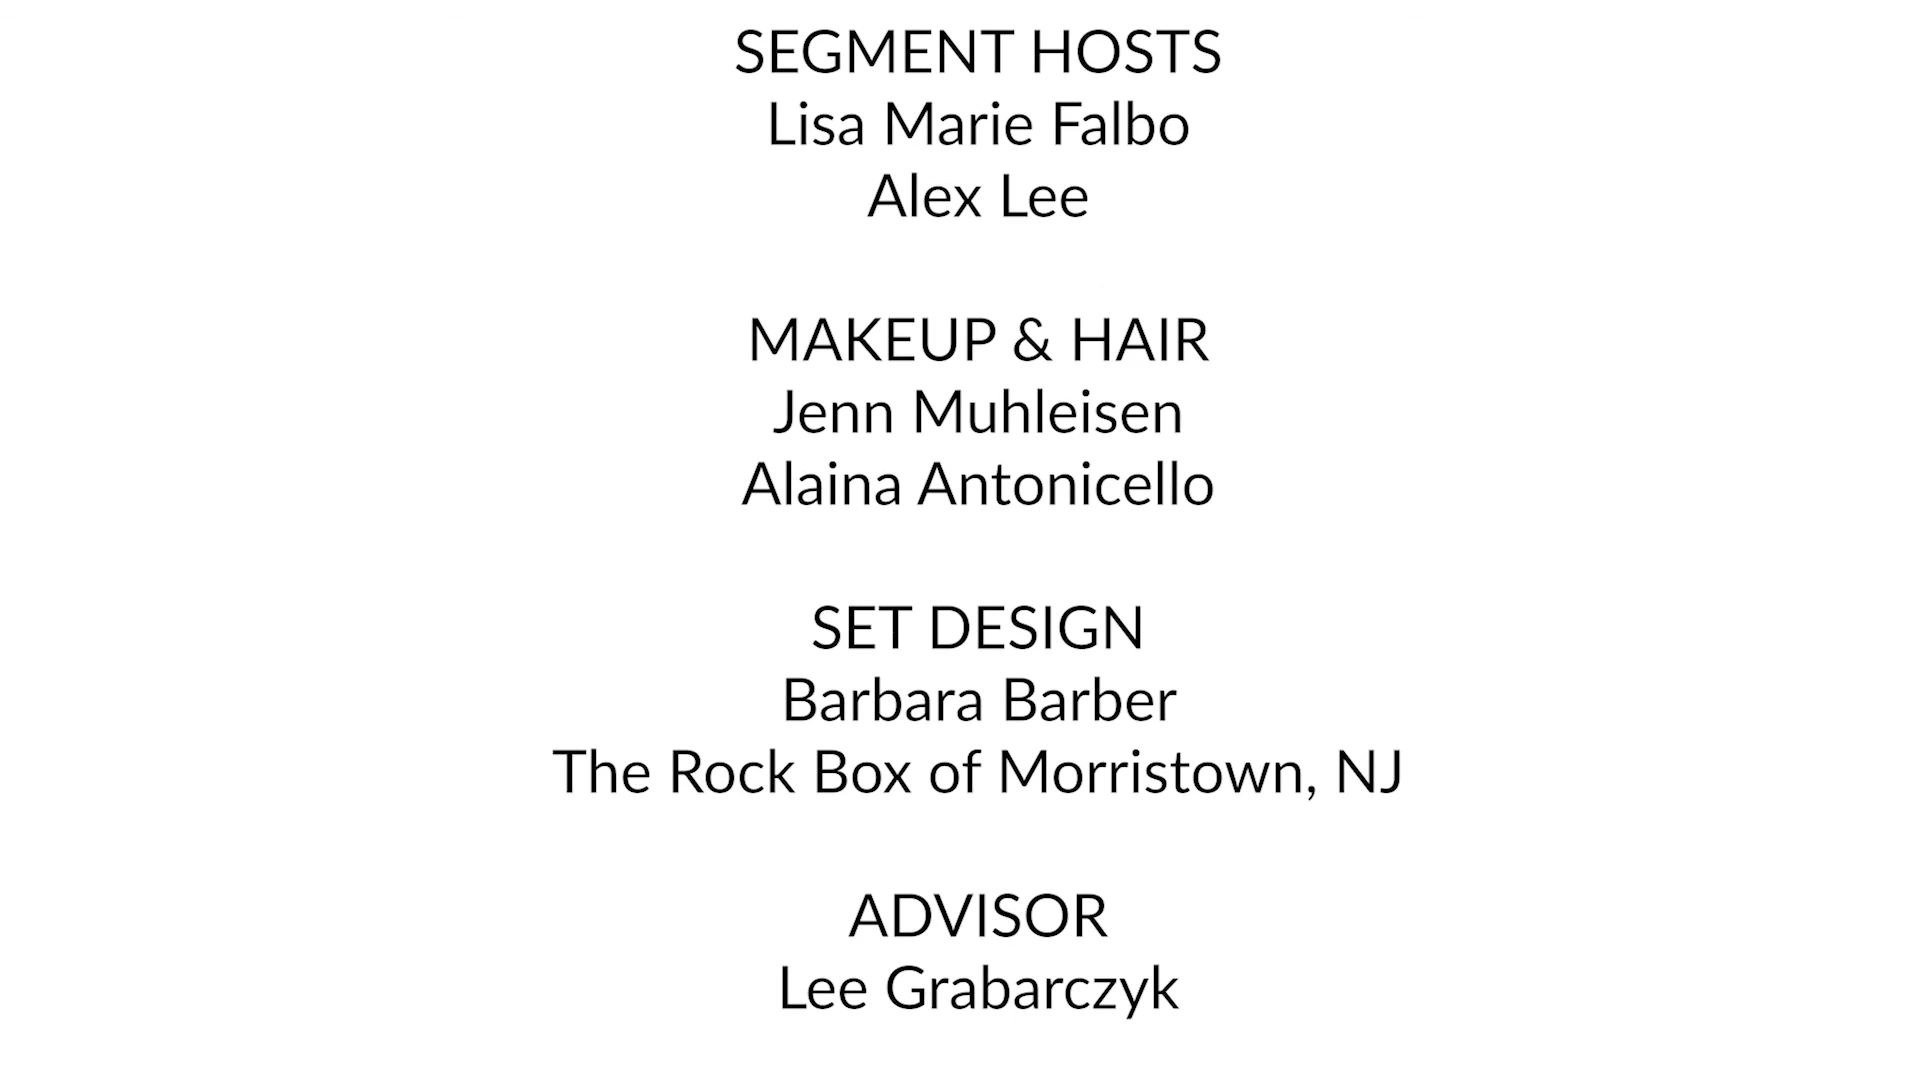 SEGMENT HOSTS
Lisa Marie Falbo
Alex Lee
MAKEUP & HAIR
Jenn Muhleisen
Alaina Antonicello
SET DESIGN
Barbara Barber
The Rock Box of Morristown, NJ
ADVISOR
Lee Grabarczyk